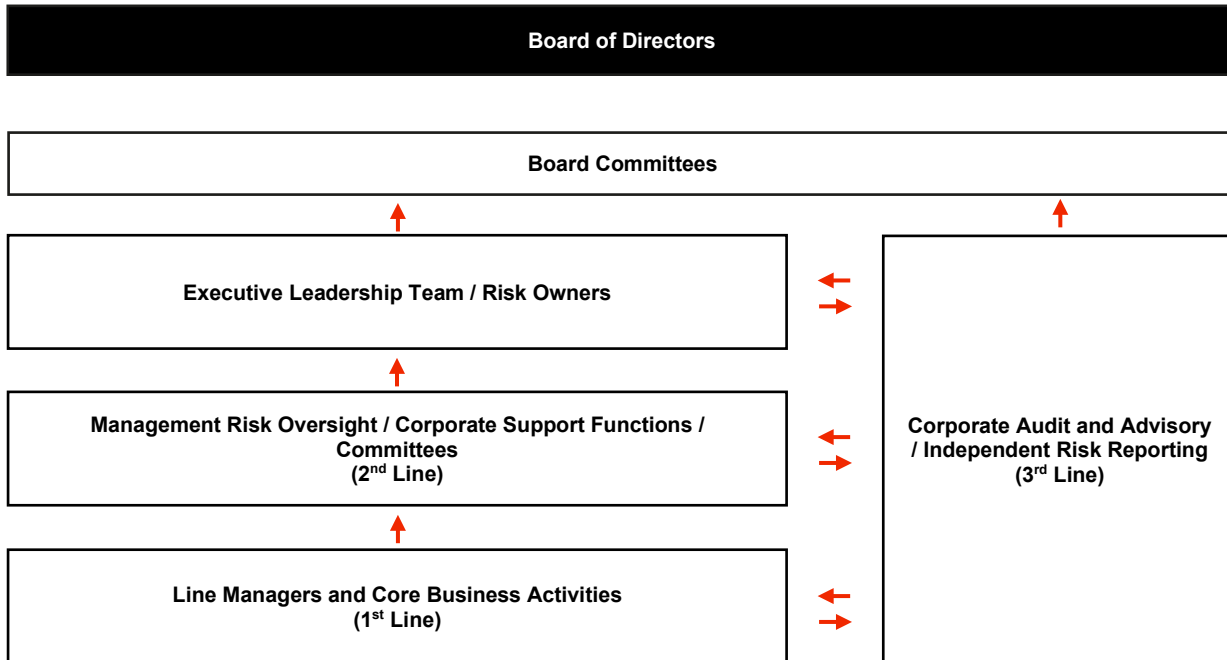 Board of Directors
Board Committees
Executive Leadership Team / Risk Owners
Management Risk Oversight / Corporate Support Functions /
Committees
(2nd Line)
Corporate Audit and Advisory
/ Independent Risk Reporting
(3rd Line)
Line Managers and Core Business Activities
(1st Line)